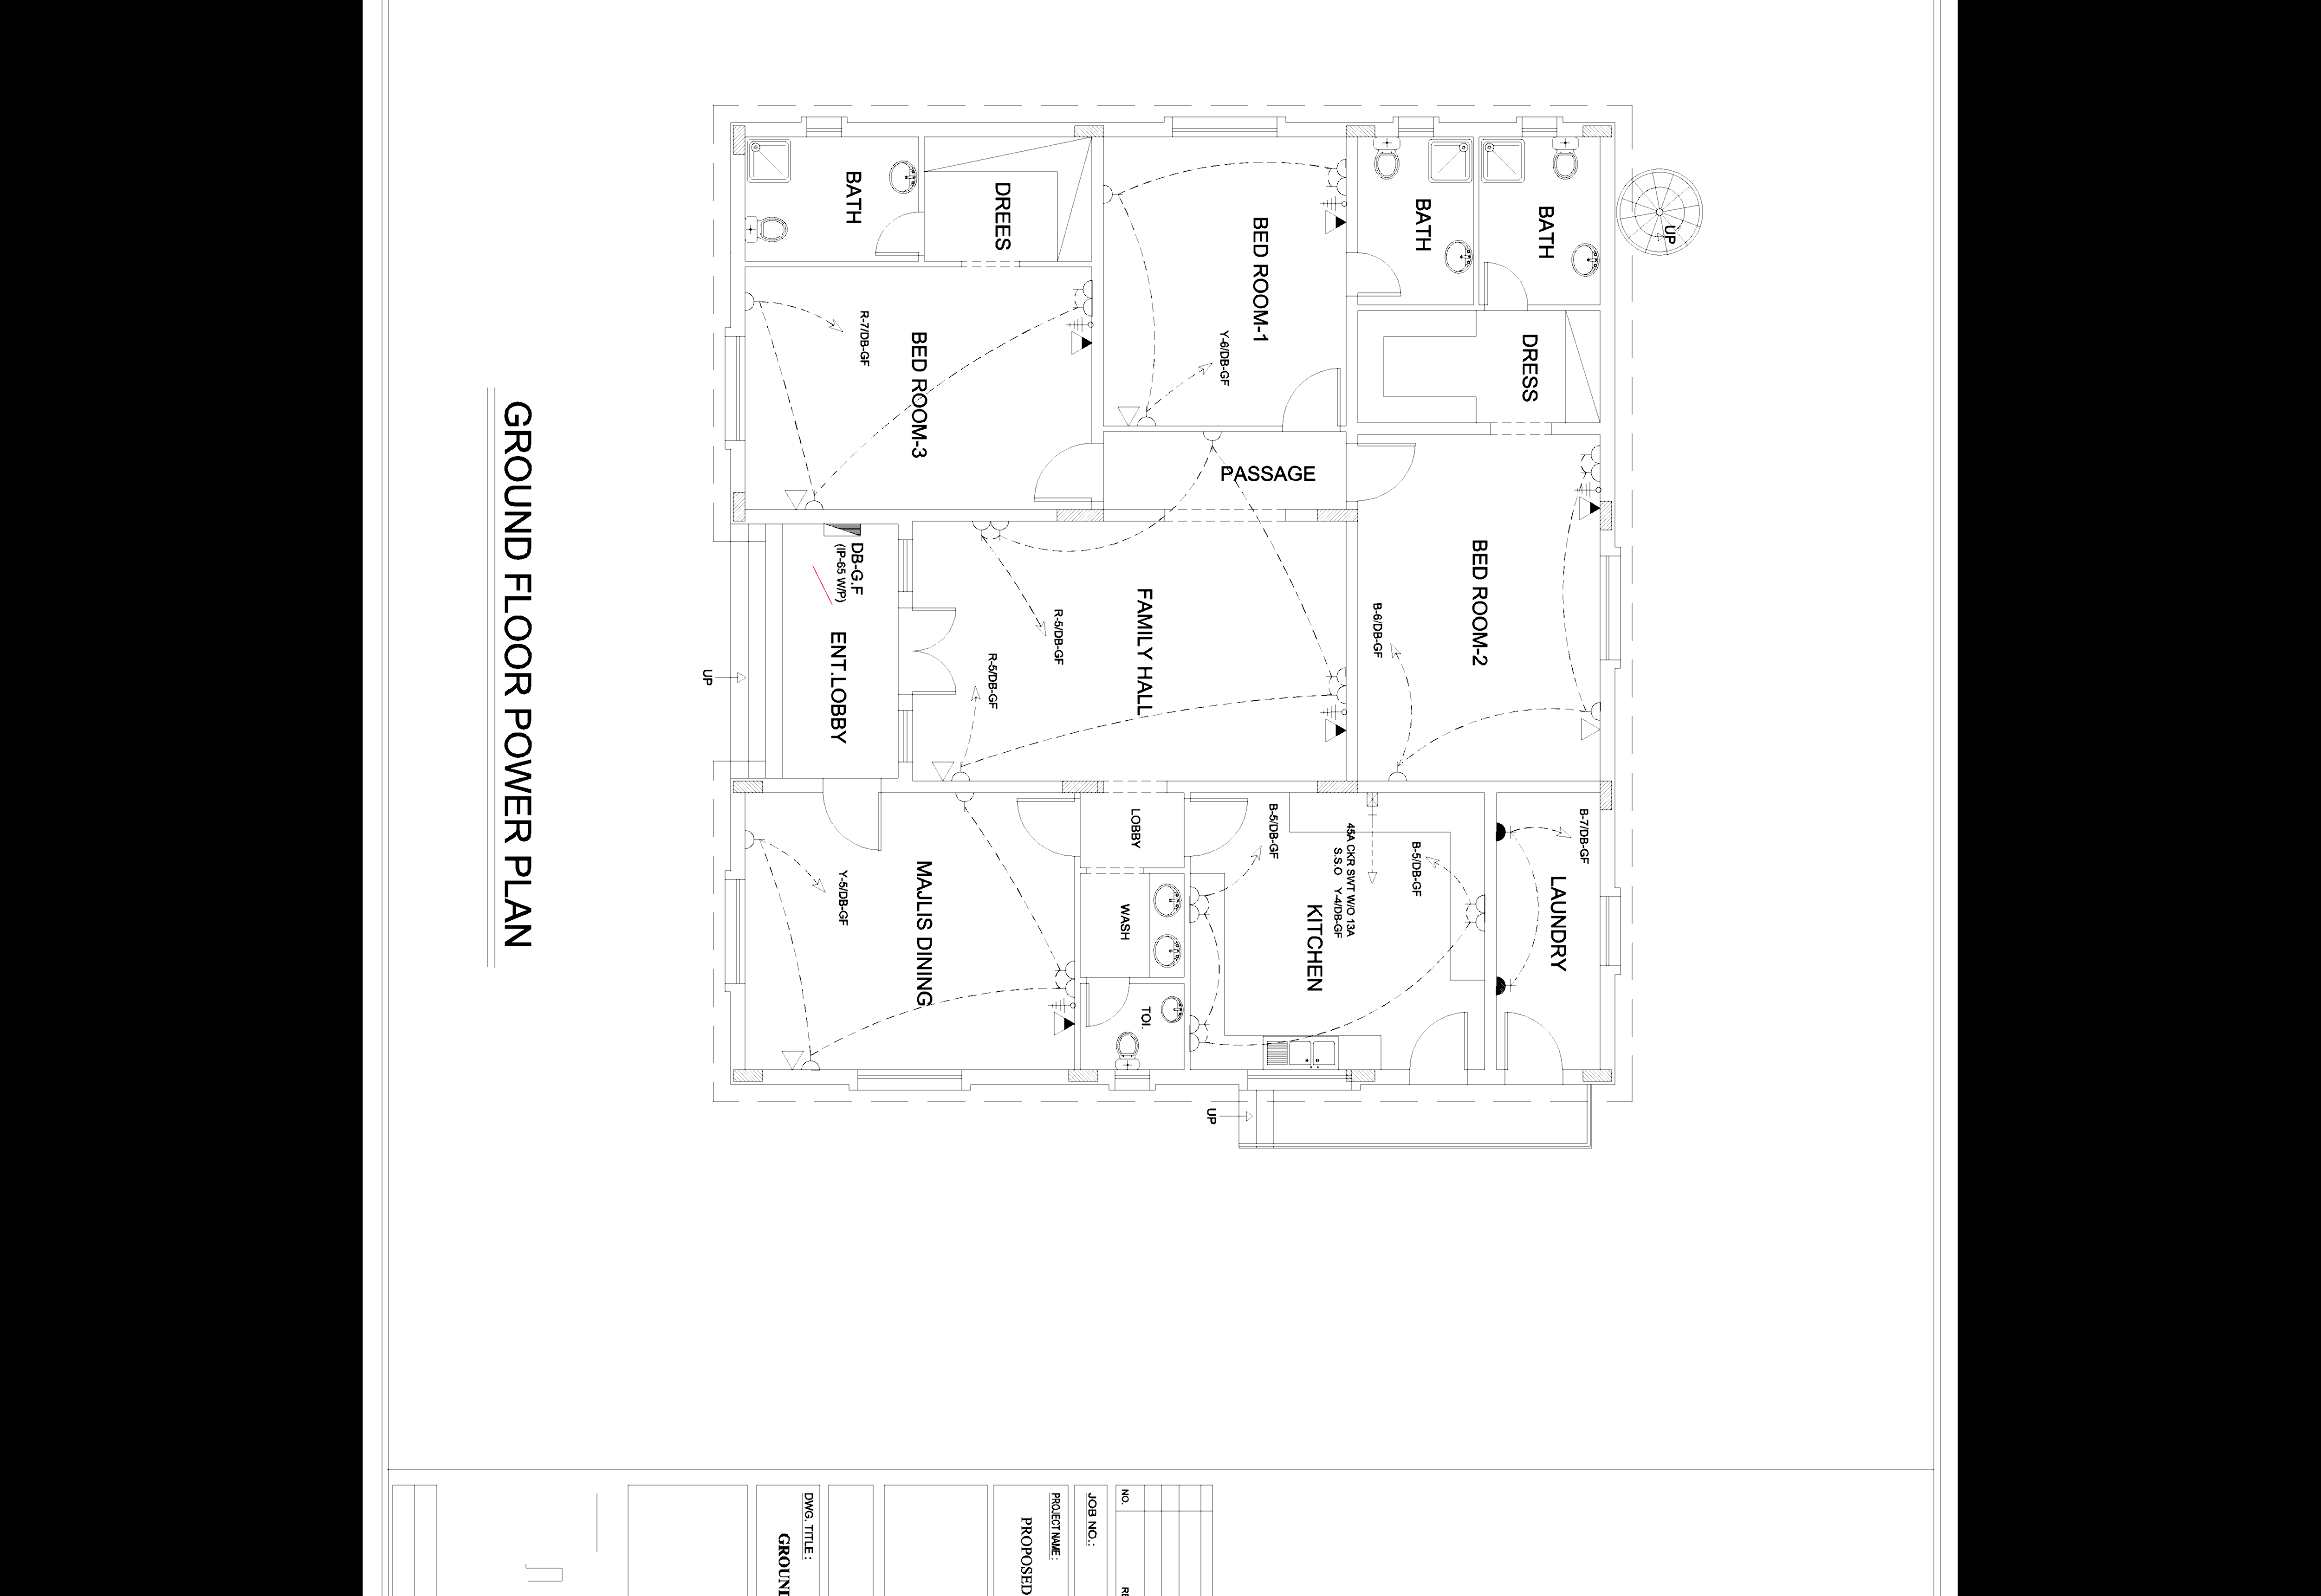 BATH
DREES
BED ROOM-1
BATH
BATH
UP
DRESS
R-7/DB-GF
BED ROOM-3
Y-6/DB-GF
PASSAGE
DB-G.F
(IP-65 W/P)
ENT.LOBBY
UP
R-5/DB-GF
R-5/DB-GF
FAMILY HALL
B-6/DB-GF
BED ROOM-2
Y-5/DB-GF
MAJLIS DINING
LOBBY
WASH
TOI.
B-5/DB-GF
45A CKR SWT W/O 13A
S.S.O Y-4/DB-GF
KITCHEN
B-5/DB-GF
B-7/DB-GF
LAUNDRY
UP
GROUND FLOOR POWER PLAN
NO.
JOB NO.:
PROJECT NAME :
PROPOSED
DWG. TITLE :